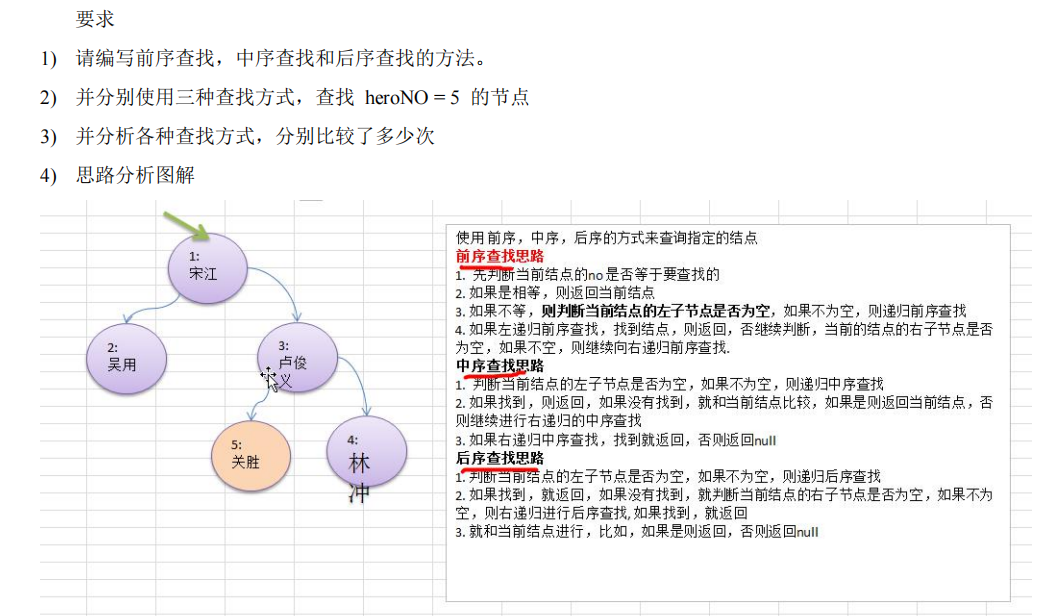 要求
1) 请编写前序查找，中序查找和后序查找的方法。
2) 并分别使用三种查找方式，查找 heroNO = 5 的节点
3) 并分析各种查找方式，分别比较了多少次
4) 思路分析图解
1:
宋江
2:
吴用
3:
卢俊
义
5:
关胜
4:
林
冲
使用前序，中序，后序的方式来查询指定的结点
前序查找思路
1. 先判断当前结点的no 是否等于要查找的
2. 如果是相等，则返回当前结点
3. 如果不等，则判断当前结点的左子节点是否为空，如果不为空，则递归前序查找
4. 如果左递归前序查找，找到结点，则返回，否继续判断，当前的结点的右子节点是否
为空，如果不空，则继续向右递归前序查找.
中序查找思路
1. 判断当前结点的左子节点是否为空，如果不为空，则递归中序查找
2. 如果找到，则返回，如果没有找到，就和当前结点比较，如果是则返回当前结点，否
则继续进行右递归的中序查找
3. 如果右递归中序查找，找到就返回，否则返回null
后序查找思路
1. 判断当前结点的左子节点是否为空，如果不为空，则递归后序查找
2. 如果找到，就返回，如果没有找到，就判断当前结点的右子节点是否为空，如果不为
空，则右递归进行后序查找,如果找到，就返回
3. 就和当前结点进行，比如，如果是则返回，否则返回null